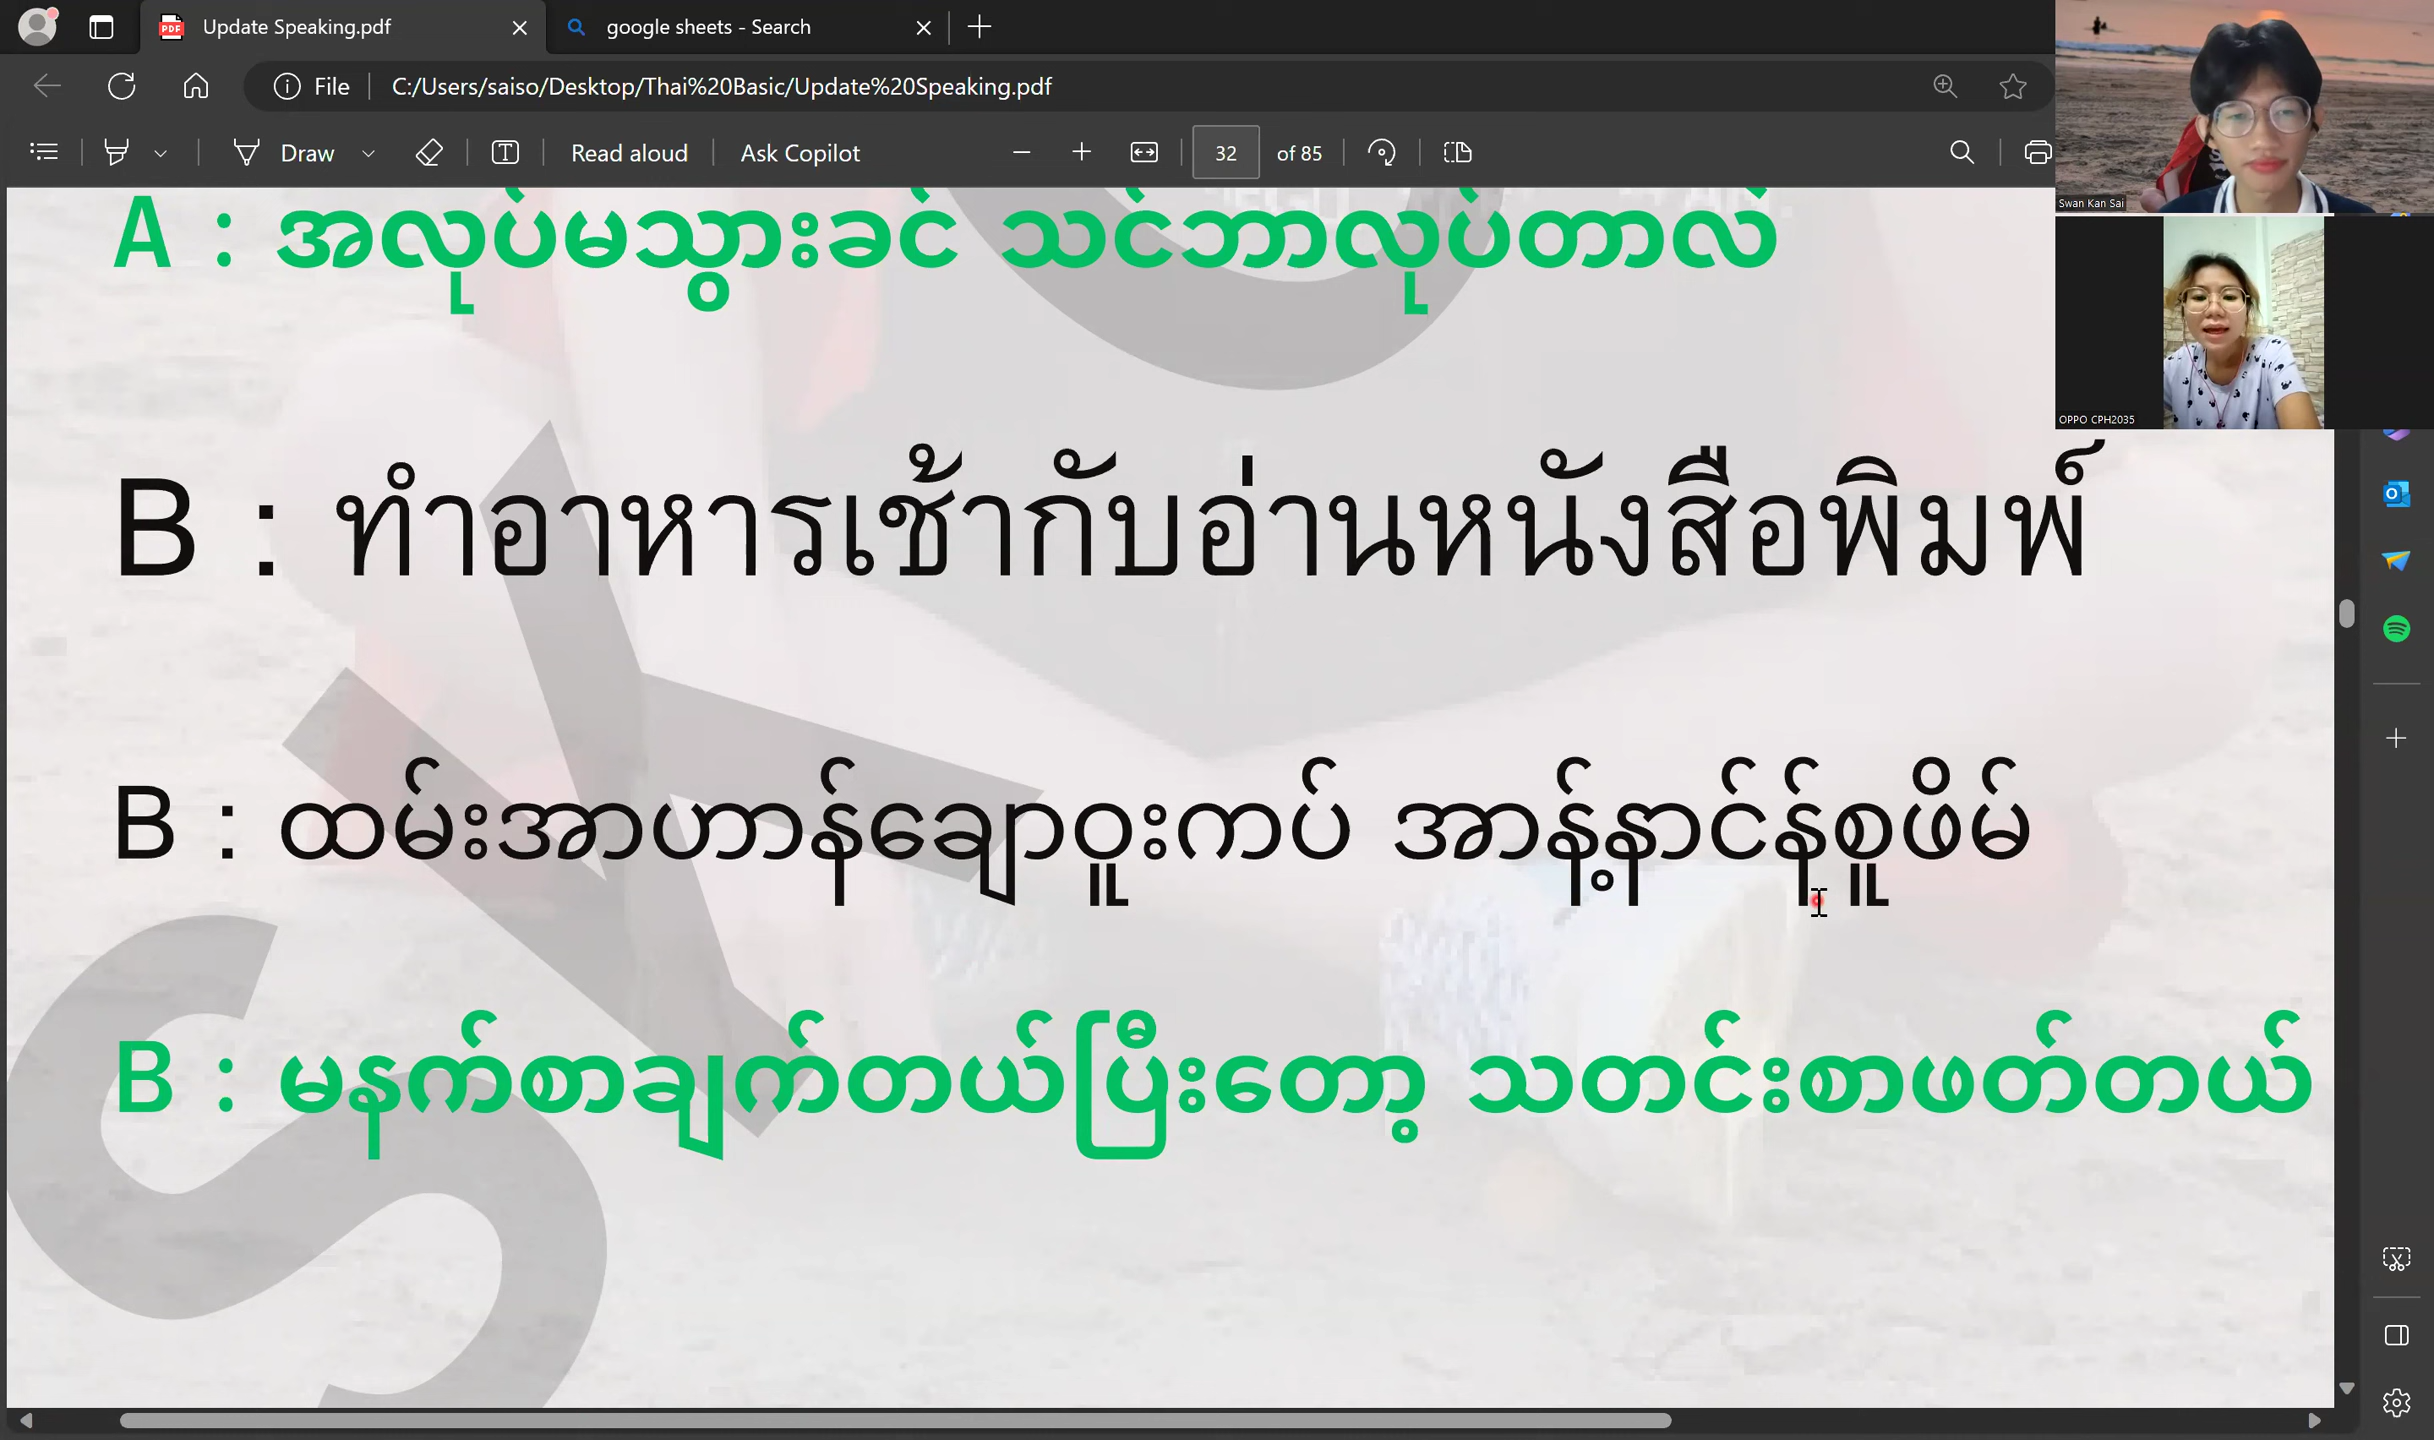 Update Speaking.pdf
google sheets - Search
File
C:/Users/saiso/Desktop/Thai%20Basic/Update%20Speaking.pdf
Draw
Read aloud
Ask Copilot
32 of 85
Swan Kan Sai
OPPO CPH2035
A : အလုပ်မသွားခင် သင်ဘာလုပ်တာလဲ
B : ทำอาหารเช้ากับอ่านหนังสือพิมพ์
B : ထမ်းအာဟာန်ချောဝူးကပ် အာန့်နာင်န်စူဖိမ်
B : မနက်စာချက်တယ်ပြီးတော့ သတင်းစာဖတ်တယ်